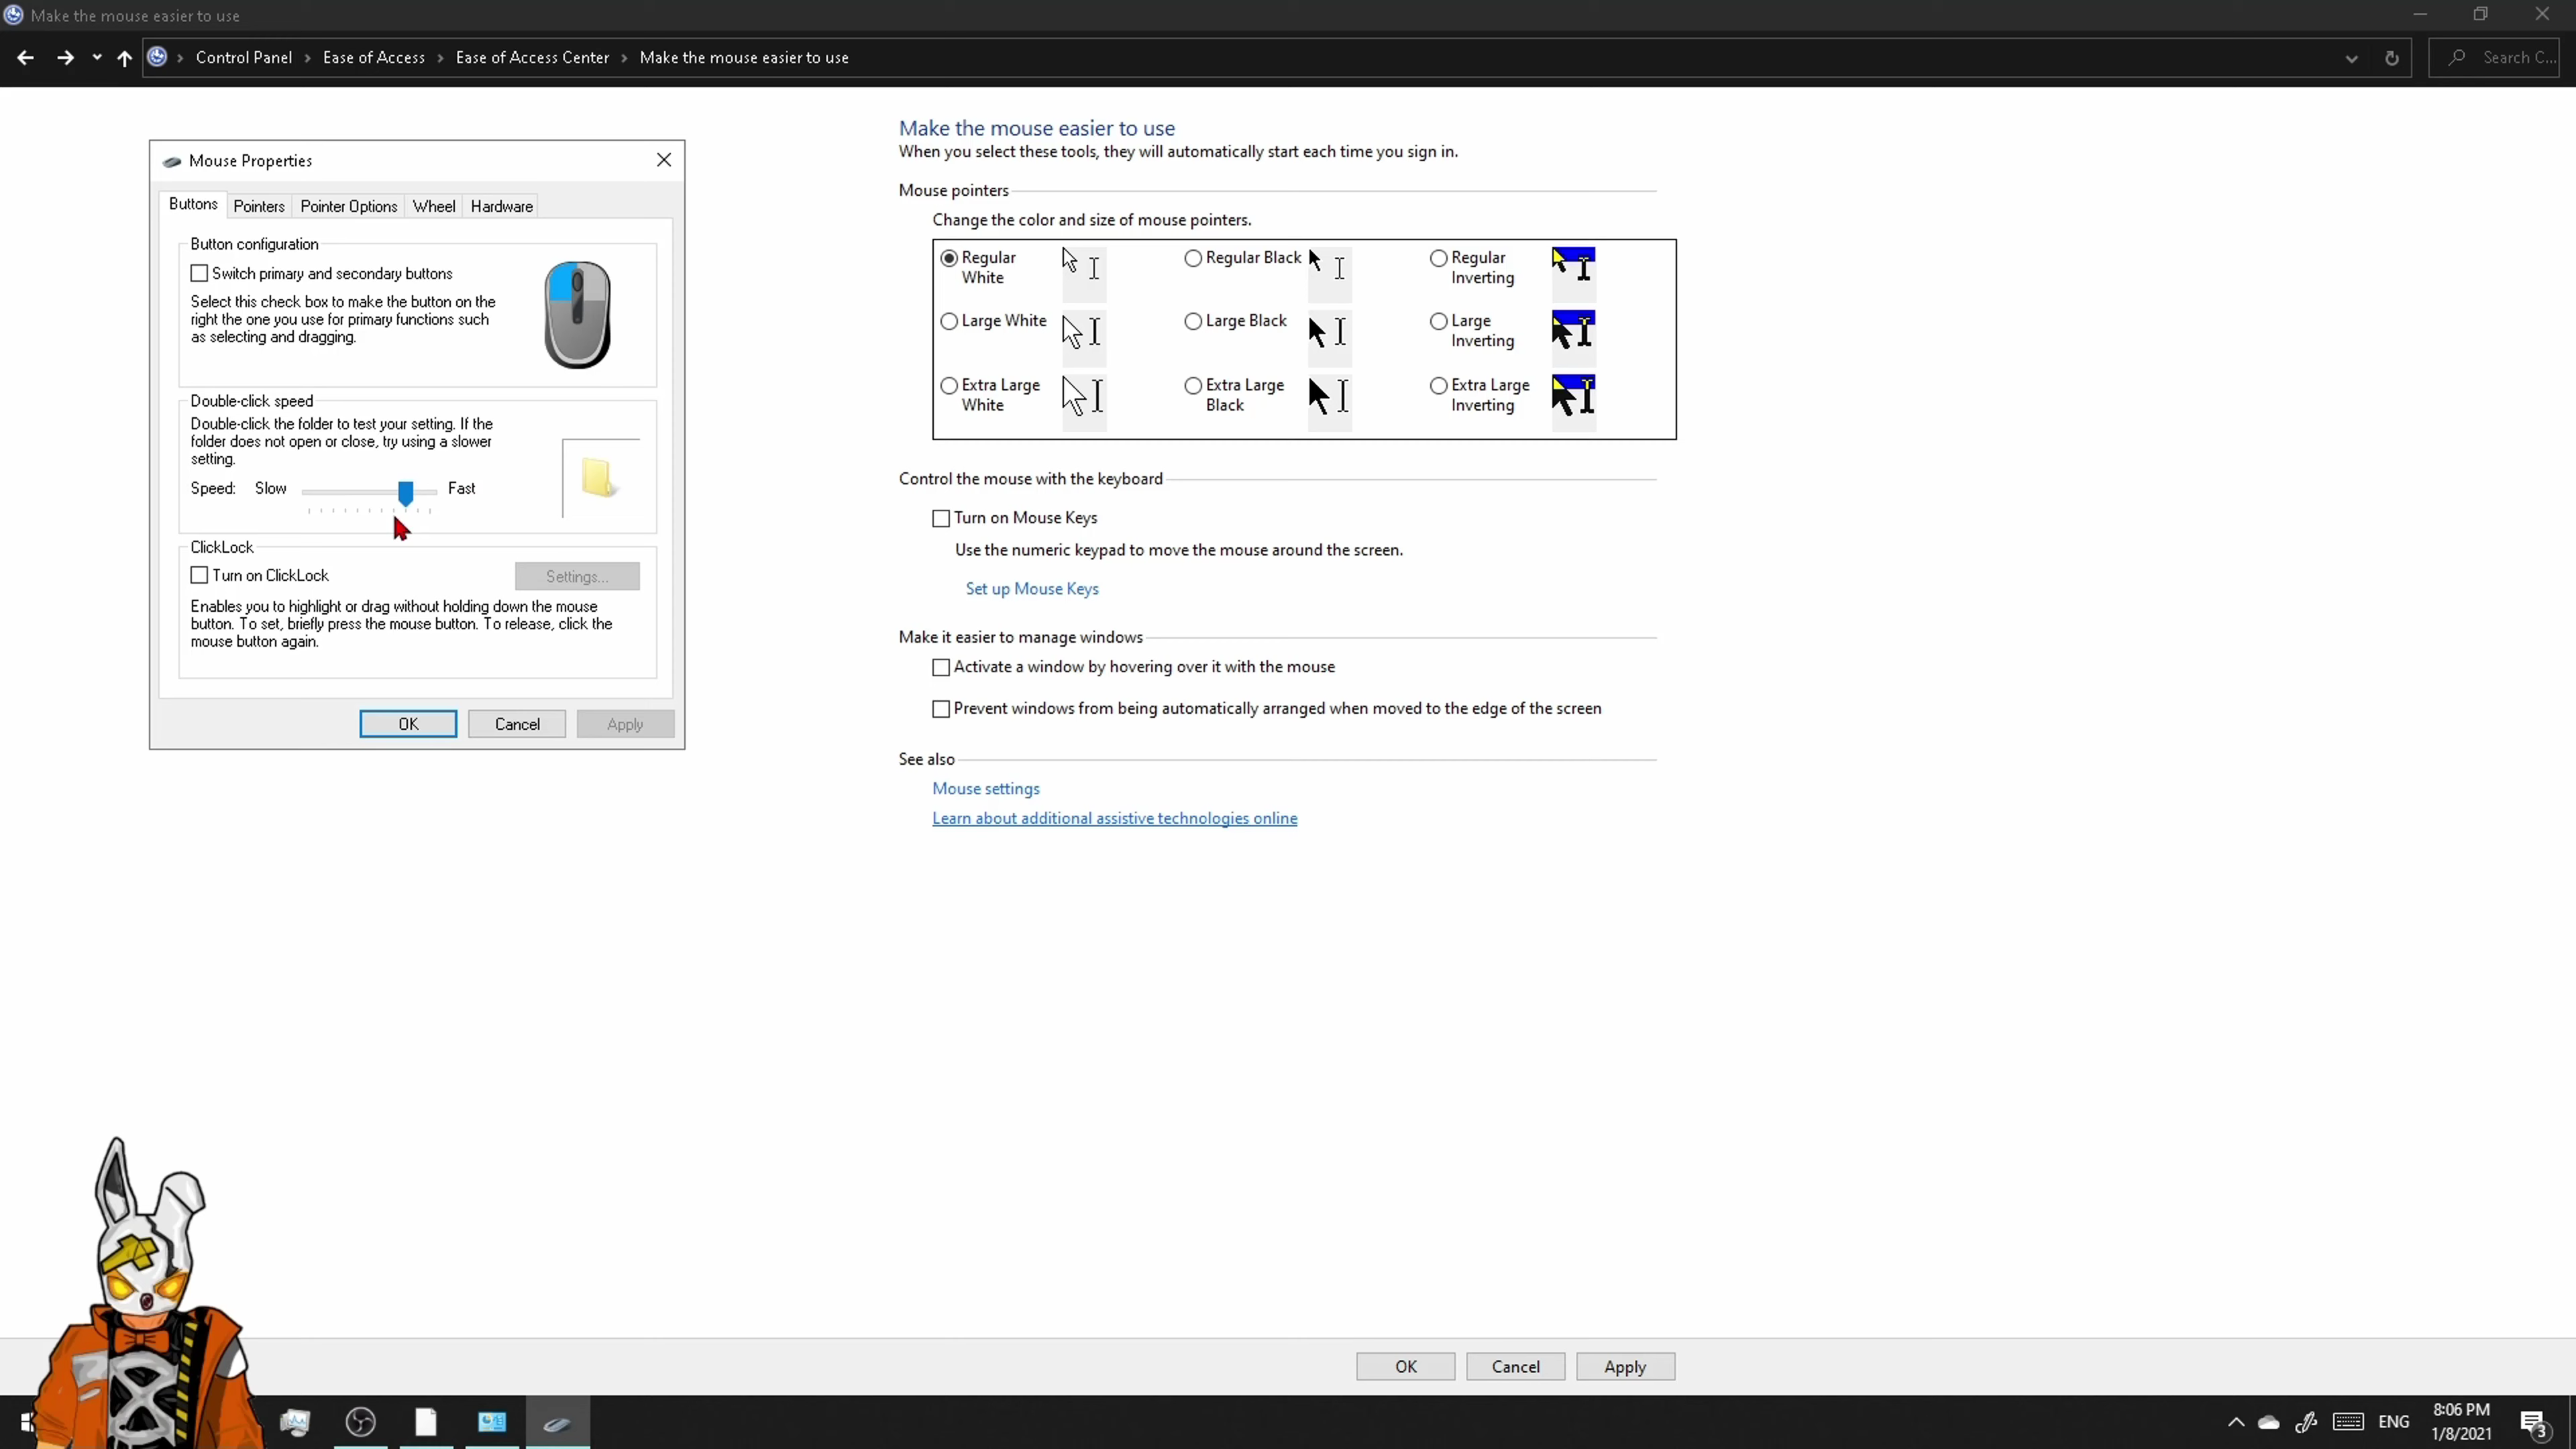 Make the mouse easier to use
Control Panel > Ease of Access > Ease of Access Center > Make the mouse easier to use
Search C...
Mouse Properties
Buttons Pointers Pointer Options Wheel Hardware
Button configuration
Switch primary and secondary buttons
Select this check box to make the button on the
right the one you use for primary functions such
as selecting and dragging.
Double-click speed
Double-click the folder to test your setting. If the
folder does not open or close, try using a slower
setting.
Speed: Slow Fast
ClickLock
Turn on ClickLock Settings...
Enables you to highlight or drag without holding down the mouse
button. To set, briefly press the mouse button. To release, click the
mouse button again.
OK Cancel Apply
Make the mouse easier to use
When you select these tools, they will automatically start each time you sign in.
Mouse pointers
Change the color and size of mouse pointers.
Regular
White
Regular Black
Regular
Inverting
Large White
Large Black
Large
Inverting
Extra Large
White
Extra Large
Black
Extra Large
Inverting
Control the mouse with the keyboard
Turn on Mouse Keys
Use the numeric keypad to move the mouse around the screen.
Set up Mouse Keys
Make it easier to manage windows
Activate a window by hovering over it with the mouse
Prevent windows from being automatically arranged when moved to the edge of the screen
See also
Mouse settings
Learn about additional assistive technologies online
OK Cancel Apply
ENG
8:06 PM
1/8/2021
3